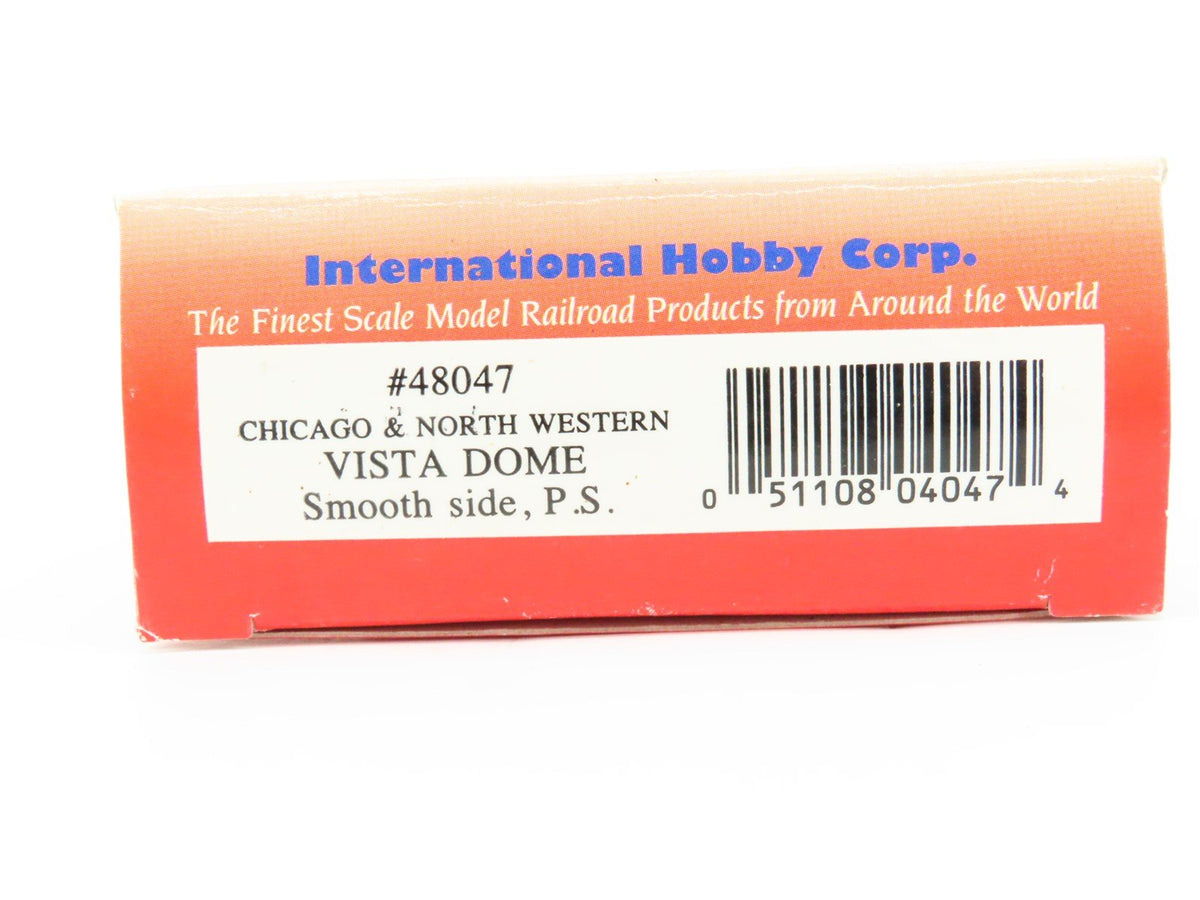 International Hobby Corp.
The Finest Scale Model Railroad Products from Around the World
#48047
CHICAGO & NORTH WESTERN
VISTA DOME
Smooth side, P.S.
0 51108 04047 4